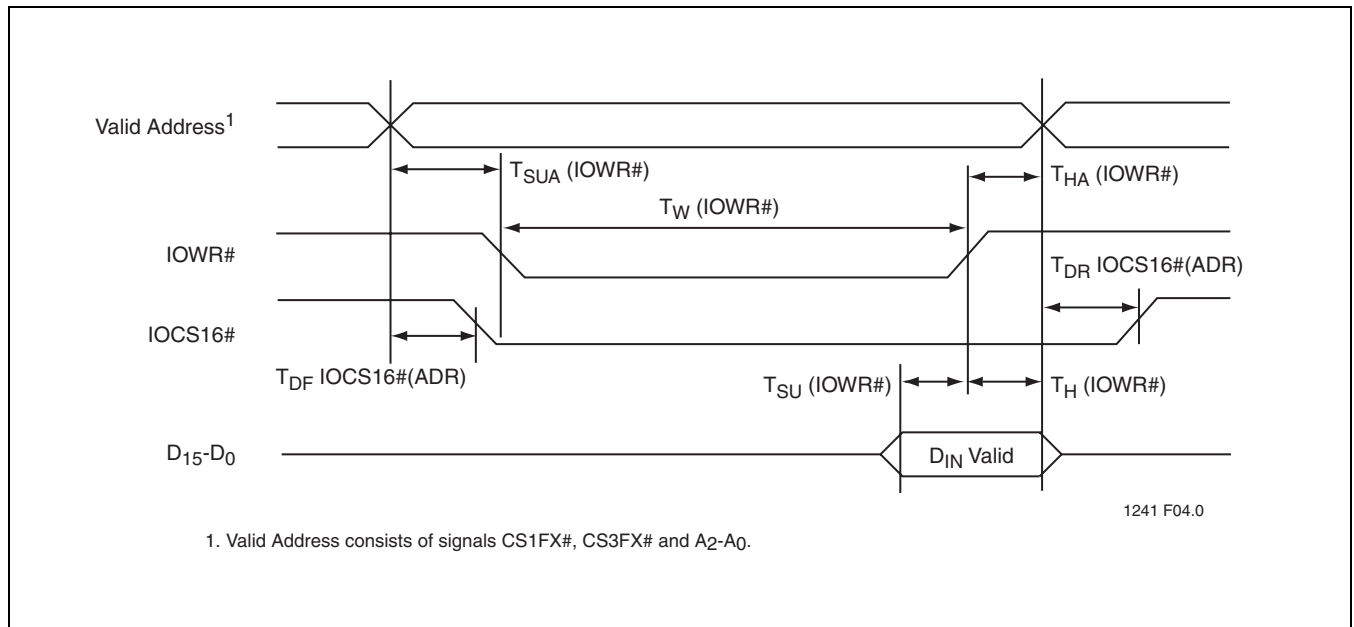 Valid Address1
TSUA (IOWR#)
THA (IOWR#)
TW (IOWR#)
IOWR#
TDR IOCS16#(ADR)
IOCS16#
TDF IOCS16#(ADR)
TSU (IOWR#)
TH (IOWR#)
D15-D0
DIN Valid
1241 F04.0
1. Valid Address consists of signals CS1FX#, CS3FX# and A2-A0.